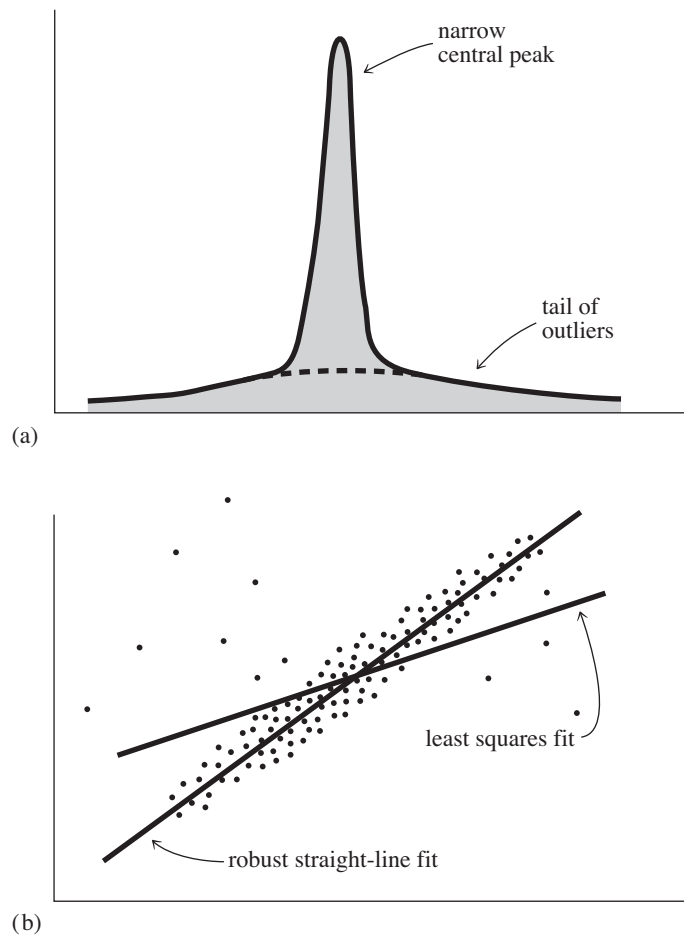 narrow
central peak
tail of
outliers
(a)
least squares fit
robust straight-line fit
(b)